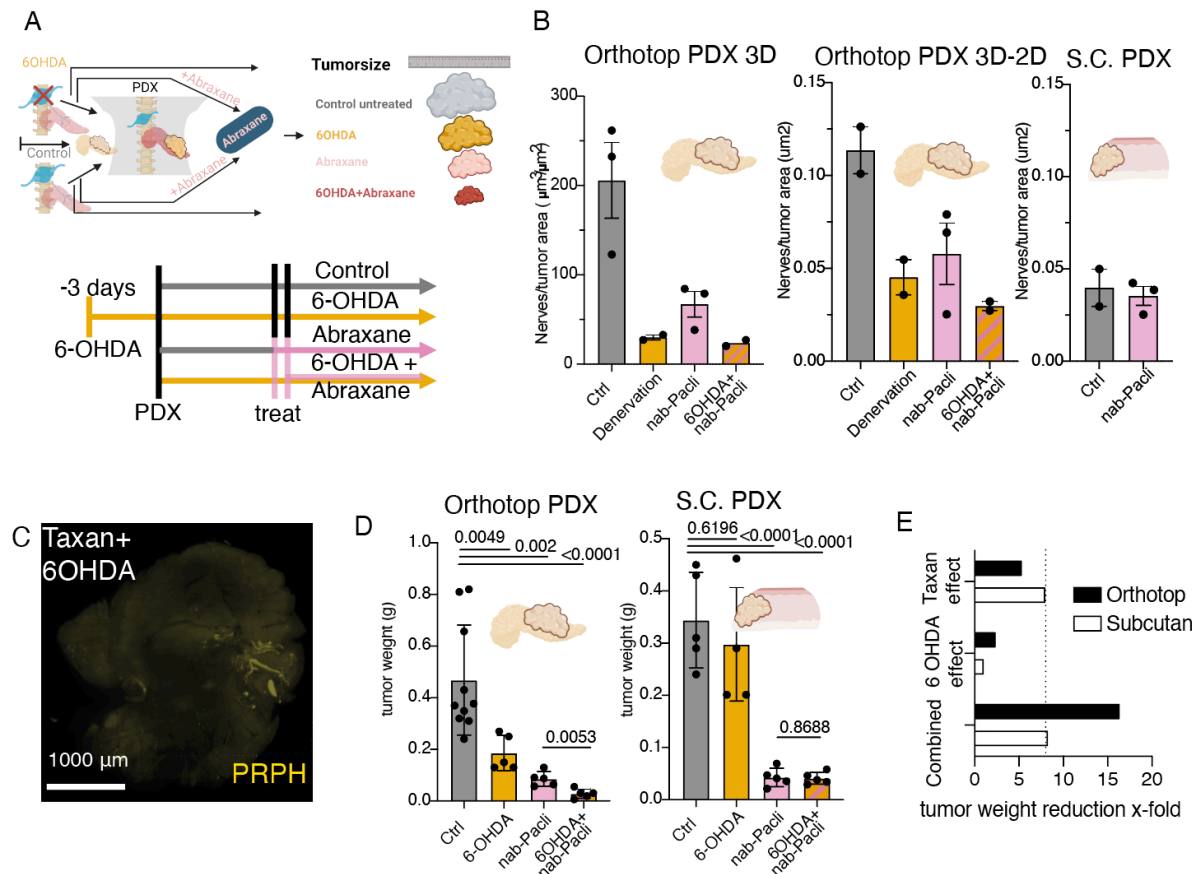 A
6OHDA
+Abraxane
PDX
Control
Abraxane
+Abraxane
Tumorsize
Control untreated
6OHDA
Abraxane
6OHDA+Abraxane
-3 days
6-OHDA
Control
6-OHDA
Abraxane
6-OHDA +
Abraxane
PDX
treat
B
Orthotop PDX 3D
Nerves/tumor area ( μm³/μm²)
300
200
100
0
Ctrl
Denervation
nab-Pacli
6OHDA+
nab-Pacli
Orthotop PDX 3D-2D
Nerves/tumor area (um2)
0.15
0.10
0.05
0.00
Ctrl
Denervation
nab-Pacli
6OHDA+
nab-Pacli
S.C. PDX
Nerves/tumor area (um2)
0.15
0.10
0.05
0.00
Ctrl
nab-Pacli
C
Taxan+
6OHDA
1000 μm
PRPH
D
Orthotop PDX
0.0049
0.002
<0.0001
tumor weight (g)
1.0
0.8
0.6
0.4
0.2
0.0
0.0053
Ctrl
6-OHDA
nab-Pacli
6OHDA+
nab-Pacli
S.C. PDX
0.6196
<0.0001
<0.0001
tumor weight (g)
0.5
0.4
0.3
0.2
0.1
0.0
0.8688
Ctrl
6-OHDA
nab-Pacli
6OHDA+
nab-Pacli
E
Taxan
effect
6 OHDA
effect
Combined
Orthotop
Subcutan
0
5
10
15
20
tumor weight reduction x-fold